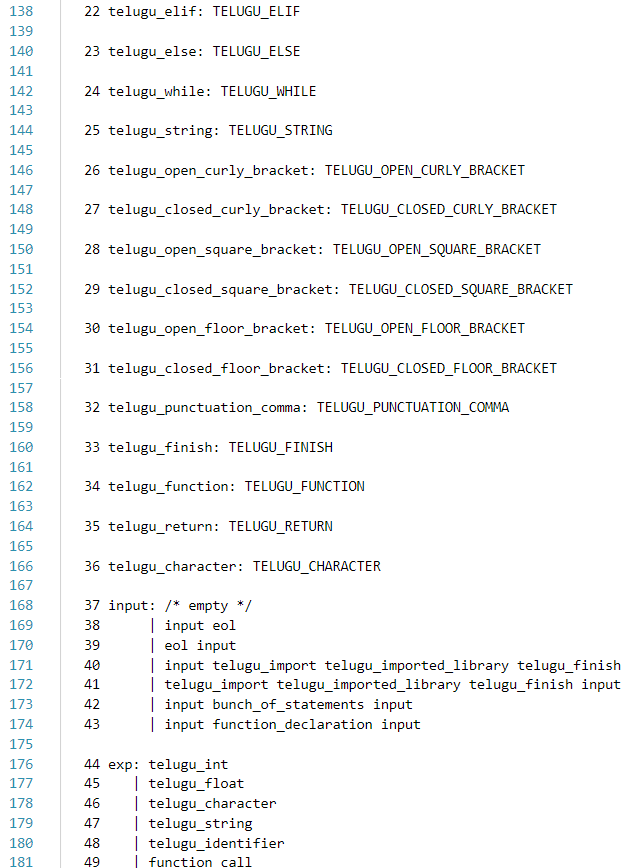 138 22 telugu_elif: TELUGU_ELIF
139
140 23 telugu_else: TELUGU_ELSE
141
142 24 telugu_while: TELUGU_WHILE
143
144 25 telugu_string: TELUGU_STRING
145
146 26 telugu_open_curly_bracket: TELUGU_OPEN_CURLY_BRACKET
147
148 27 telugu_closed_curly_bracket: TELUGU_CLOSED_CURLY_BRACKET
149
150 28 telugu_open_square_bracket: TELUGU_OPEN_SQUARE_BRACKET
151
152 29 telugu_closed_square_bracket: TELUGU_CLOSED_SQUARE_BRACKET
153
154 30 telugu_open_floor_bracket: TELUGU_OPEN_FLOOR_BRACKET
155
156 31 telugu_closed_floor_bracket: TELUGU_CLOSED_FLOOR_BRACKET
157
158 32 telugu_punctuation_comma: TELUGU_PUNCTUATION_COMMA
159
160 33 telugu_finish: TELUGU_FINISH
161
162 34 telugu_function: TELUGU_FUNCTION
163
164 35 telugu_return: TELUGU_RETURN
165
166 36 telugu_character: TELUGU_CHARACTER
167
168 37 input: /* empty */
169 38 | input eol
170 39 | eol input
171 40 | input telugu_import telugu_imported_library telugu_finish
172 41 | telugu_import telugu_imported_library telugu_finish input
173 42 | input bunch_of_statements input
174 43 | input function_declaration input
175
176 44 exp: telugu_int
177 45 | telugu_float
178 46 | telugu_character
179 47 | telugu_string
180 48 | telugu_identifier
181 49 | function_call